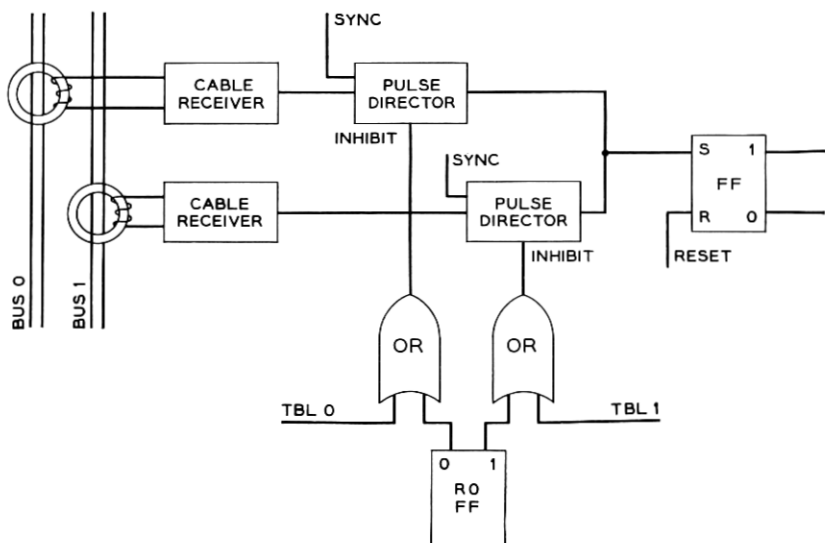 SYNC
CABLE
RECEIVER
PULSE
DIRECTOR
INHIBIT
SYNC
CABLE
RECEIVER
PULSE
DIRECTOR
INHIBIT
S 1
FF
R 0
RESET
BUS 0
BUS 1
OR
OR
TBL 0
TBL 1
0 1
RO
FF